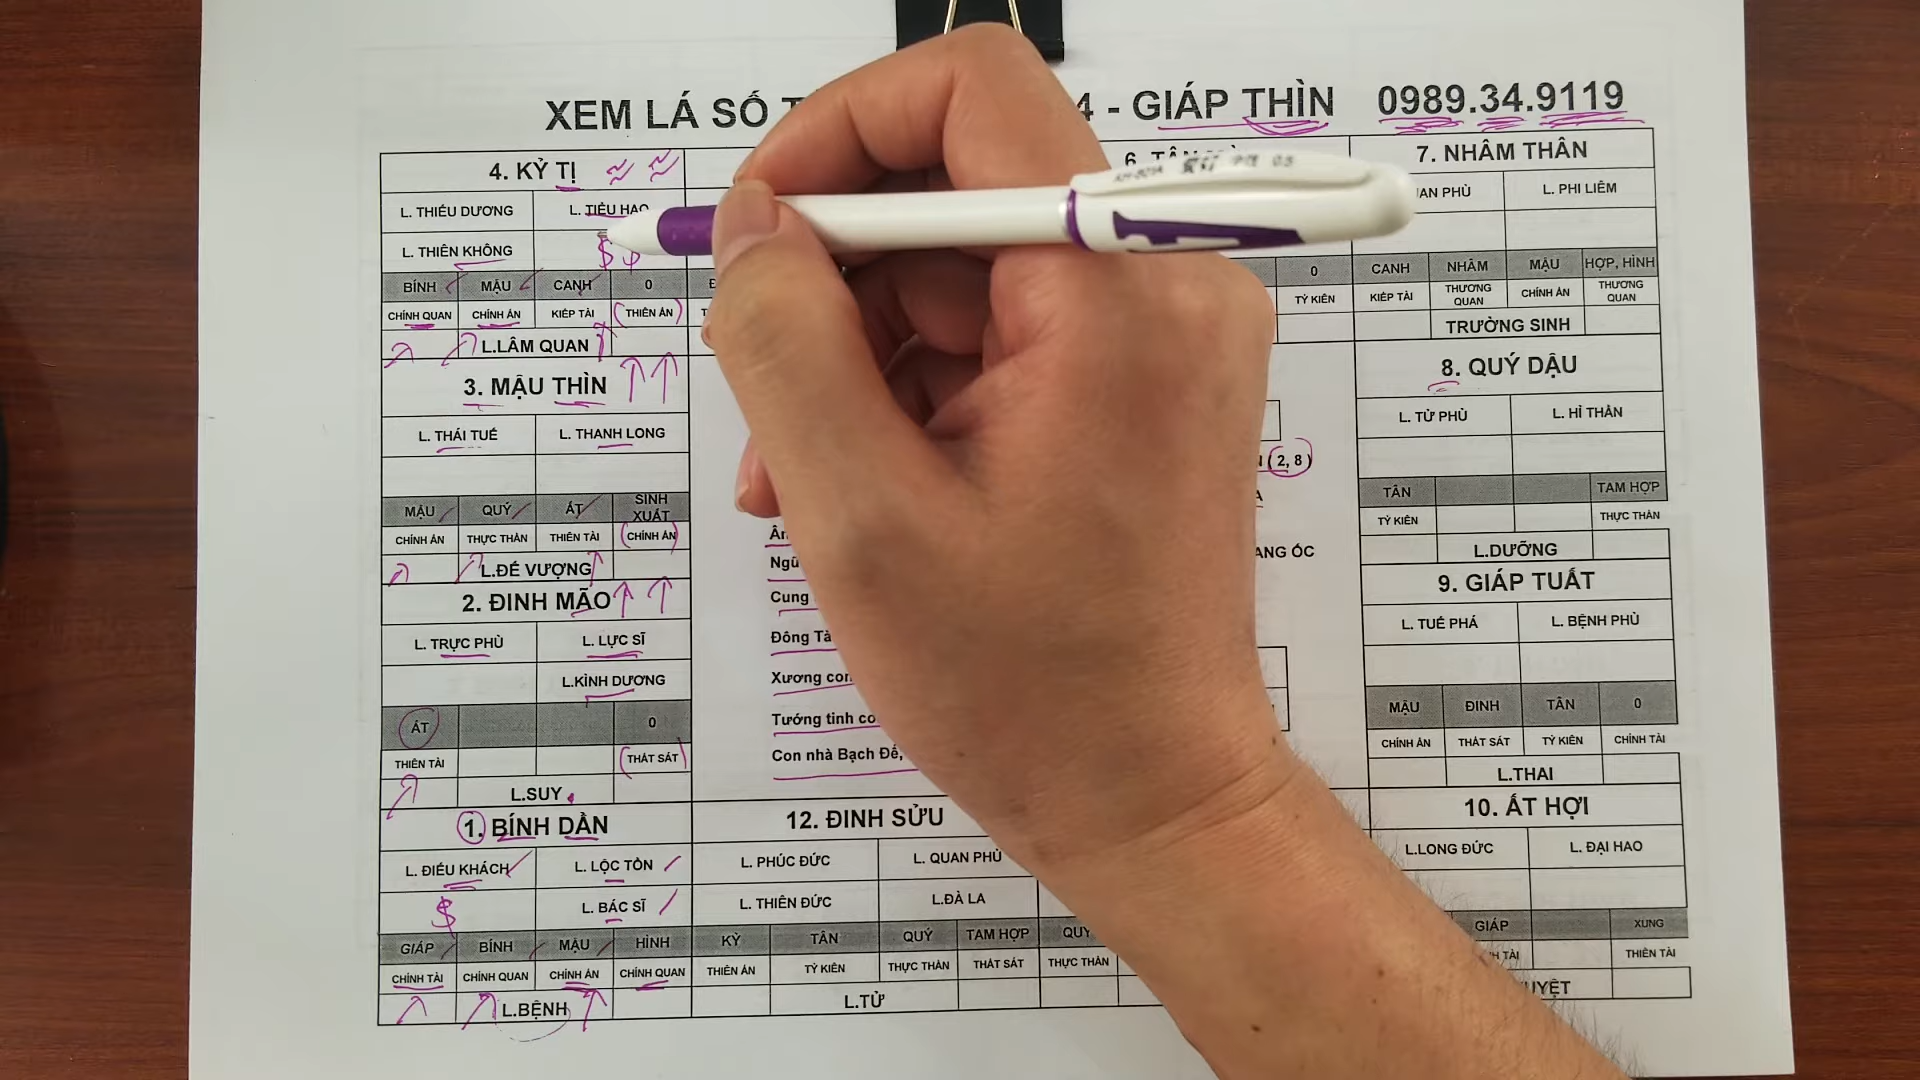 XEM LÁ SỐ 4 - GIÁP THÌN 0989.34.9119
4. KỶ TỊ
L. THIẾU DƯƠNG L. TIỂU HAO
L. THIÊN KHÔNG $ $
BÍNH MẬU CANH 0
CHÍNH QUAN CHÍNH ẤN KIẾP TÀI (THIÊN ẤN)
L.LÂM QUAN
3. MẬU THÌN
L. THÁI TUẾ L. THANH LONG
MẬU QUÝ ẤT SINH XUẤT
CHÍNH ẤN THỰC THẦN THIÊN TÀI (CHÍNH ẤN)
L.ĐẾ VƯỢNG
2. ĐINH MÃO
L. TRỰC PHÙ L. LỰC SĨ
L.KÌNH DƯƠNG
ẤT 0
THIÊN TÀI (THẤT SÁT)
L.SUY
1. BÍNH DẦN
L. ĐIẾU KHÁCH L. LỘC TỒN
$ L. BÁC SĨ
GIÁP BÍNH MẬU HÌNH
CHÍNH TÀI CHÍNH QUAN CHÍNH ẤN CHÍNH QUAN
L.BỆNH
(2, 8)
ANG ỐC
Cung
Đông
Xương con
Tướng tinh
Con nhà Bạch Đế,
12. ĐINH SỬU
L. PHÚC ĐỨC L. QUAN PHỦ
L. THIÊN ĐỨC L.ĐÀ LA
KỶ TÂN QUÝ TAM HỢP QUÝ
THIÊN ẤN TỶ KIÊN THỰC THẦN THẤT SÁT THỰC THẦN
L.TỬ
6.
0
TỶ KIÊN
7. NHÂM THÂN
L. PHI LIÊM
CANH NHÂM MẬU HỢP, HÌNH
KIẾP TÀI THƯƠNG QUAN CHÍNH ẤN THƯƠNG QUAN
TRƯỜNG SINH
8. QUÝ DẬU
L. TỬ PHÙ L. HỈ THẦN
TÂN TAM HỢP
TỶ KIÊN THỰC THẦN
L.DƯỠNG
9. GIÁP TUẤT
L. TUẾ PHÁ L. BỆNH PHÙ
MẬU ĐINH TÂN 0
CHÍNH ẤN THẤT SÁT TỶ KIÊN CHÍNH TÀI
L.THAI
10. ẤT HỢI
L.LONG ĐỨC L. ĐẠI HAO
GIÁP XUNG
THIÊN TÀI